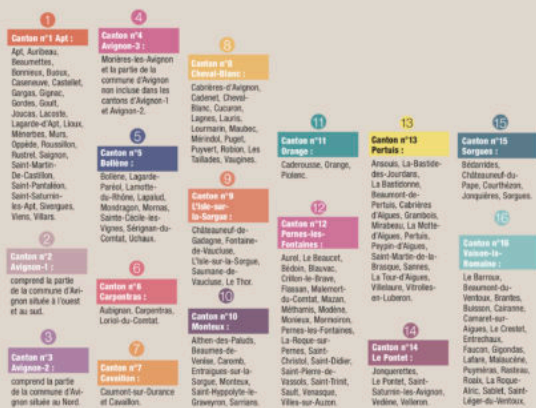 1
Canton n°1 Apt :
Apt, Auribeau,
Beaumettes,
Bonnieux, Buoux,
Caseneuve, Castellet,
Gargas, Gignac,
Gordes, Goult,
Joucas, Lacoste,
Lagarde-d'Apt, Lioux,
Ménerbes, Murs,
Oppède, Roussillon,
Rustrel, Saignon,
Saint-Martin-
De-Castillon,
Saint-Pantaléon,
Saint-Saturnin-
les-Apt, Sivergues,
Viens, Villars.
2
Canton n°2
Avignon-1 :
comprend la partie
de la commune d'Avi-
gnon située à l'ouest
et au sud.
3
Canton n°3
Avignon-2 :
comprend la partie
de la commune d'Avi-
gnon située au Nord.
4
Canton n°4
Avignon-3 :
Morières-les-Avignon
et la partie de la
commune d'Avignon
non incluse dans les
cantons d'Avignon-1
et Avignon-2.
5
Canton n°5
Bollène :
Bollène, Lagarde-
Paréol, Lamotte-
du-Rhône, Lapalud,
Mondragon, Mornas,
Sainte-Cécile-les-
Vignes, Sérignan-du-
Comtat, Uchaux.
6
Canton n°6
Carpentras :
Aubignan, Carpentras,
Loriol-du-Comtat.
7
Canton n°7
Cavaillon :
Caumont-sur-Durance
et Cavaillon.
8
Canton n°8
Cheval-Blanc :
Cabrières-d'Avignon,
Cadenet, Cheval-
Blanc, Cucuron,
Lagnes, Lauris,
Lourmarin, Maubec,
Mérindol, Puget,
Puyvert, Robion, Les
Taillades, Vaugines.
9
Canton n°9
L'Isle-sur-
la-Sorgue :
Châteauneuf-de-
Gadagne, Fontaine-
de-Vaucluse,
L'Isle-sur-la-Sorgue,
Saumane-de-
Vaucluse, Le Thor.
10
Canton n°10
Monteux :
Althen-des-Paluds,
Beaumes-de-
Venise, Caromb,
Entraigues-sur-la-
Sorgue, Monteux,
Saint-Hyppolyte-le-
Graveyron, Sarrians.
11
Canton n°11
Orange :
Caderousse, Orange,
Piolenc.
12
Canton n°12
Pernes-les-
Fontaines :
Aurel, Le Beaucet,
Bédoin, Blauvac,
Crillon-le-Brave,
Flassan, Malemort-
du-Comtat, Mazan,
Méthamis, Modène,
Monieux, Mormoiron,
Pernes-les-Fontaines,
La-Roque-sur-
Pernes, Saint-
Christol, Saint-Didier,
Saint-Pierre-de-
Vassols, Saint-Trinit,
Sault, Venasque,
Villes-sur-Auzon.
13
Canton n°13
Pertuis :
Ansouis, La-Bastide-
des-Jourdans,
La Bastidonne,
Beaumont-de-
Pertuis, Cabrières
d'Aigues, Grambois,
Mirabeau, La Motte-
d'Aigues, Pertuis,
Peypin-d'Aigues,
Saint-Martin-de-la-
Brasque, Sannes,
La Tour-d'Aigues,
Villelaure, Vitrolles-
en-Luberon.
14
Canton n°14
Le Pontet :
Jonquerettes,
Le Pontet, Saint-
Saturnin-les-Avignon,
Vedène, Velleron.
15
Canton n°15
Sorgues :
Bédarrides,
Châteauneuf-du-
Pape, Courthézon,
Jonquières, Sorgues.
16
Canton n°16
Vaison-la-
Romaine :
Le Barroux,
Beaumont-du-
Ventoux, Brantes,
Buisson, Cairanne,
Camaret-sur-
Aigues, Le Crestet,
Entrechaux,
Faucon, Gigondas,
Lafare, Malaucène,
Puyméras, Rasteau,
Roaix, La Roque-
Alric, Sablet, Saint-
Léger-du-Ventoux,